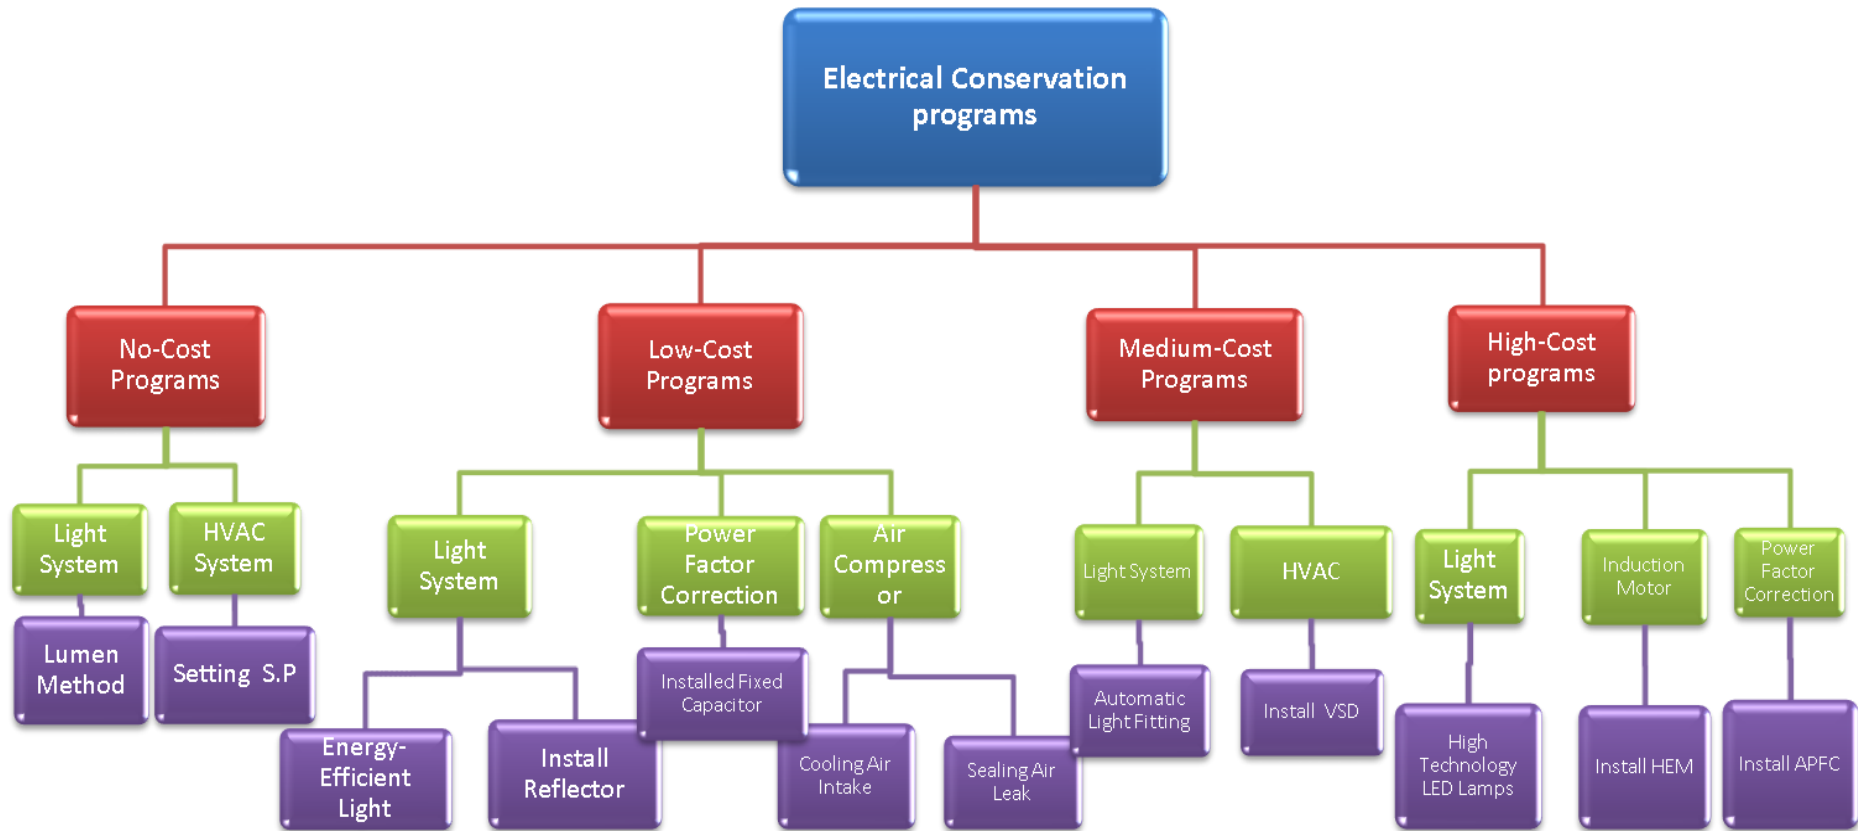 Electrical Conservation
programs
No-Cost
Programs
Low-Cost
Programs
Medium-Cost
Programs
High-Cost
programs
Light
System
HVAC
System
Light
System
Power
Factor
Correction
Air
Compress
or
Light System
HVAC
Light
System
Induction
Motor
Power
Factor
Correction
Lumen
Method
Setting S.P
Energy-
Efficient
Light
Install
Reflector
Installed Fixed
Capacitor
Cooling Air
Intake
Sealing Air
Leak
Automatic
Light Fitting
Install VSD
High
Technology
LED Lamps
Install HEM
Install APFC